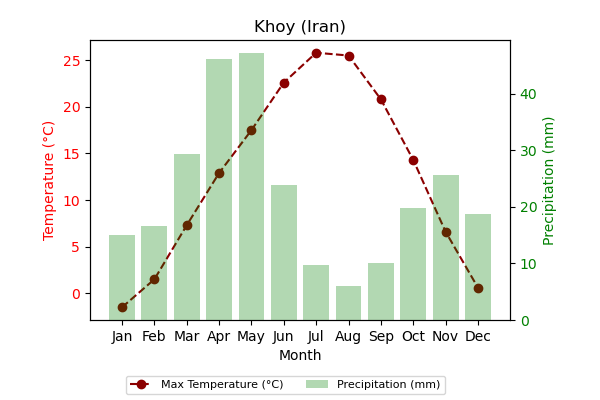 Khoy (Iran)
Temperature (°C)
25
20
15
10
5
0
40
30
20
10
0
Precipitation (mm)
Jan Feb Mar Apr May Jun Jul Aug Sep Oct Nov Dec
Month
Max Temperature (°C) Precipitation (mm)